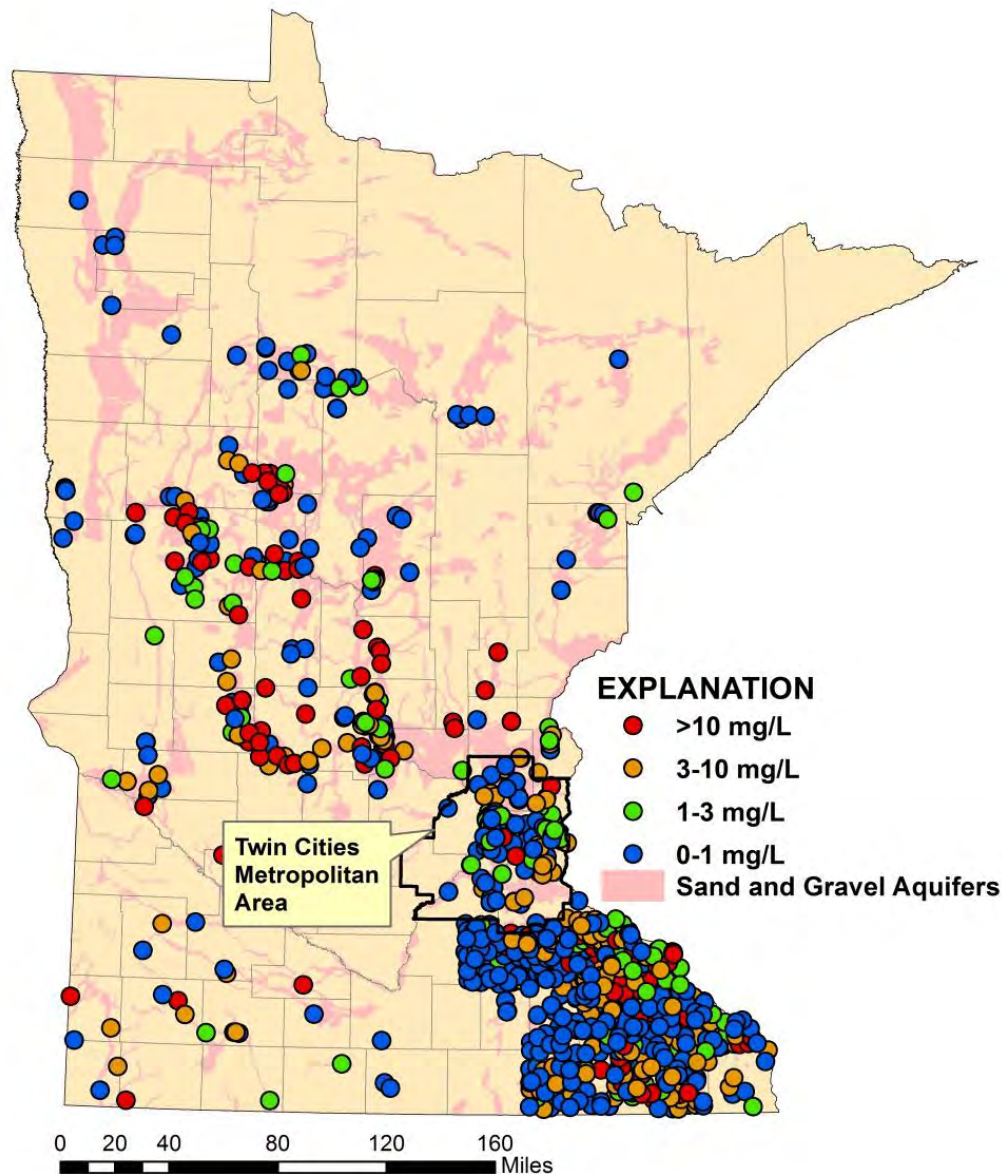 EXPLANATION
>10 mg/L
3-10 mg/L
1-3 mg/L
0-1 mg/L
Sand and Gravel Aquifers
Twin Cities
Metropolitan
Area
0 20 40 80 120 160
Miles